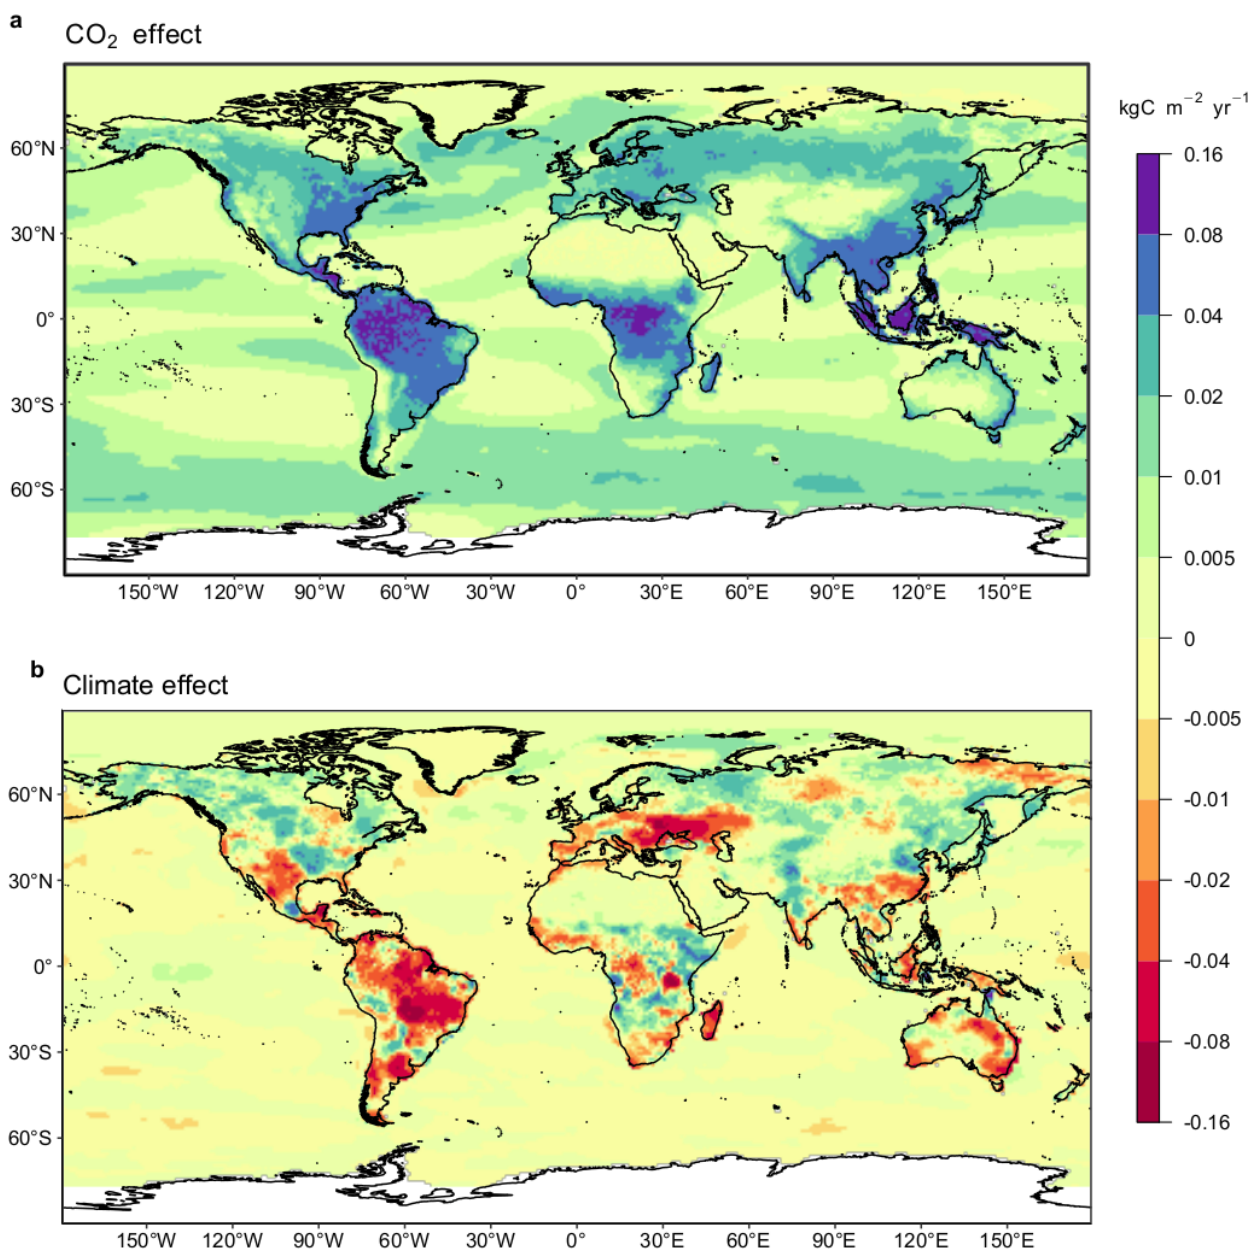 a
CO₂ effect
60°N
30°N
0°
30°S
60°S
150°W 120°W 90°W 60°W 30°W 0° 30°E 60°E 90°E 120°E 150°E
kgC m⁻² yr⁻¹
0.16
0.08
0.04
0.02
0.01
0.005
0
-0.005
-0.01
-0.02
-0.04
-0.08
-0.16
b
Climate effect
60°N
30°N
0°
30°S
60°S
150°W 120°W 90°W 60°W 30°W 0° 30°E 60°E 90°E 120°E 150°E